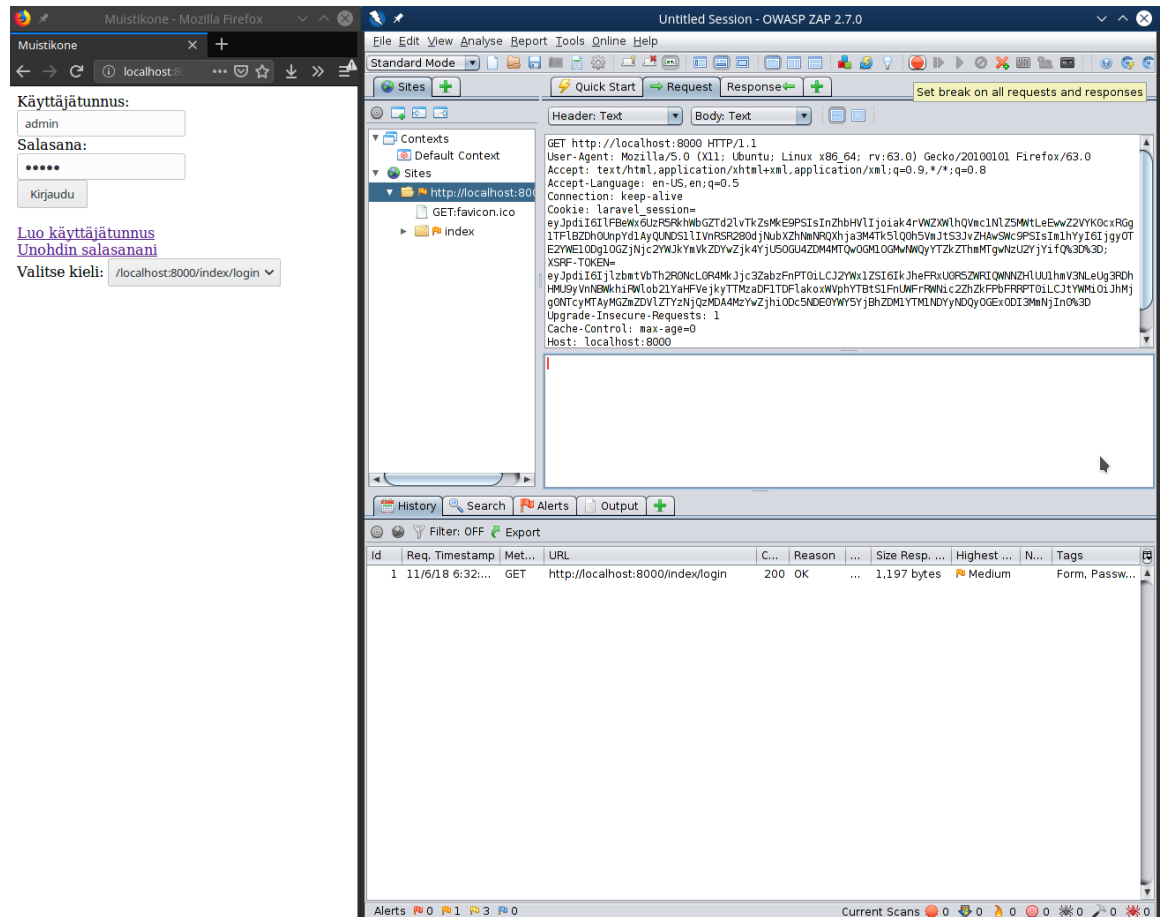 Muistikone - Mozilla Firefox
Muistikone
localhost:80
Käyttäjätunnus:
admin
Salasana:
•••••
Kirjaudu
Luo käyttäjätunnus
Unohdin salasanani
Valitse kieli: /localhost:8000/index/login
Untitled Session - OWASP ZAP 2.7.0
File Edit View Analyse Report Tools Online Help
Standard Mode
Sites
Quick Start Request Response
Set break on all requests and responses
Header: Text Body: Text
Contexts
Default Context
Sites
http://localhost:800
GET:favicon.ico
index
GET http://localhost:8000 HTTP/1.1
User-Agent: Mozilla/5.0 (X11; Ubuntu; Linux x86_64; rv:63.0) Gecko/20100101 Firefox/63.0
Accept: text/html,application/xhtml+xml,application/xml;q=0.9,*/*;q=0.8
Accept-Language: en-US,en;q=0.5
Connection: keep-alive
Cookie: laravel_session=
XSRF-TOKEN=
Upgrade-Insecure-Requests: 1
Cache-Control: max-age=0
Host: localhost:8000
History Search Alerts Output
Filter: OFF Export
Id Req. Timestamp Met... URL C... Reason ... Size Resp. ... Highest ... N... Tags
1 11/6/18 6:32:... GET http://localhost:8000/index/login 200 OK ... 1,197 bytes Medium Form, Passw...
Alerts 0 1 3 0 Current Scans 0 0 0 0 0 0 0